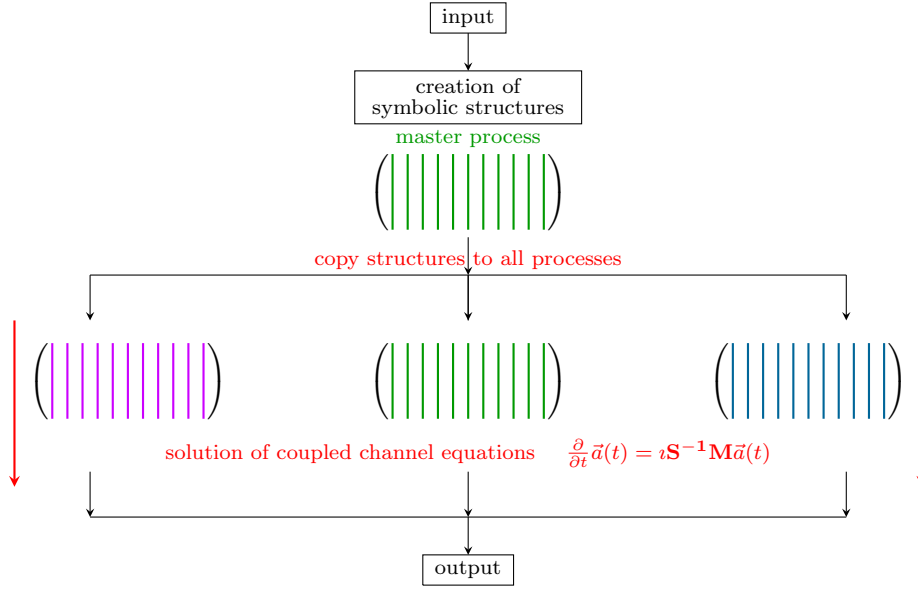 input
creation of
symbolic structures
master process
copy structures to all processes
solution of coupled channel equations ∂/∂t a⃗(t) = ıS⁻¹Ma⃗(t)
output